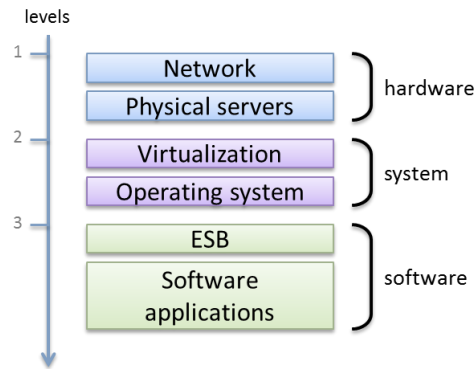 levels
1
Network
Physical servers
hardware
2
Virtualization
Operating system
system
3
ESB
Software
applications
software